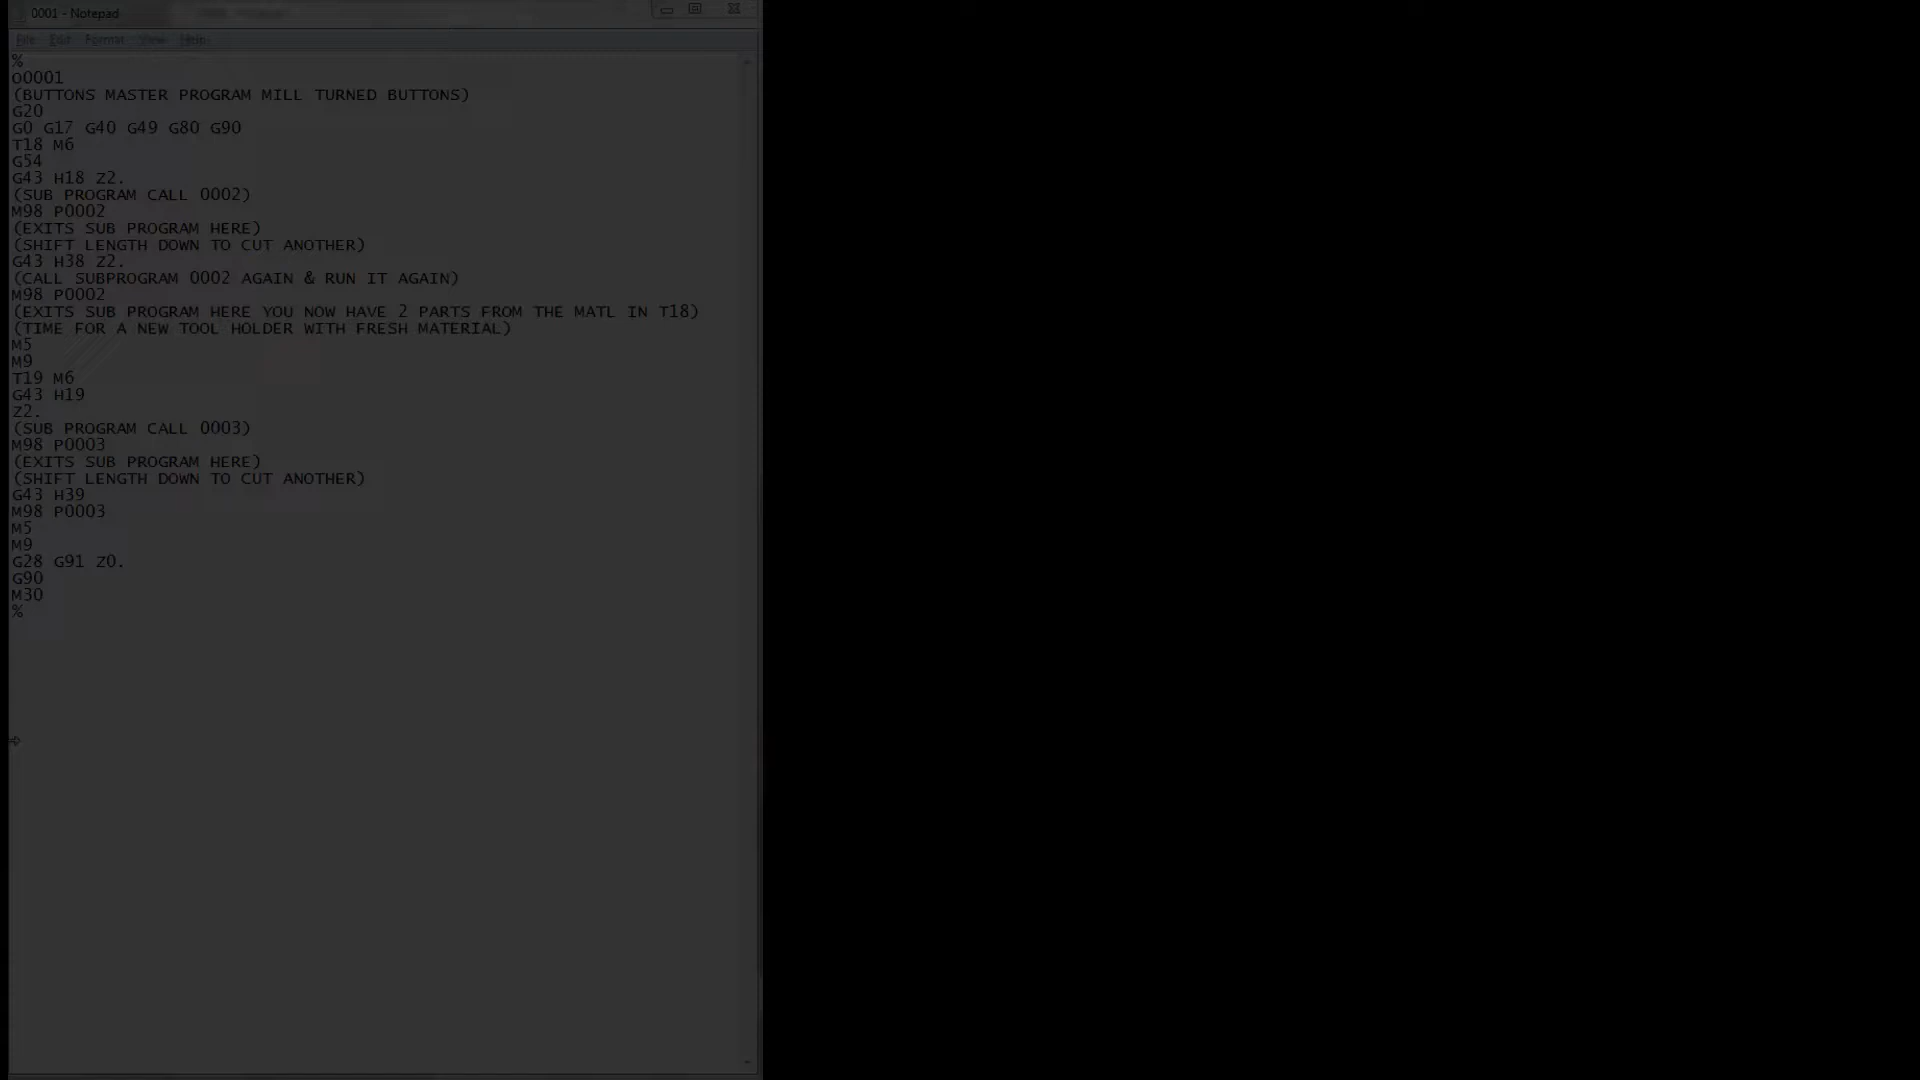 0001 - Notepad
File Edit Format View Help
%
O0001
(BUTTONS MASTER PROGRAM MILL TURNED BUTTONS)
G20
G0 G17 G40 G49 G80 G90
T18 M6
G54
G43 H18 Z2.
(SUB PROGRAM CALL 0002)
M98 P0002
(EXITS SUB PROGRAM HERE)
(SHIFT LENGTH DOWN TO CUT ANOTHER)
G43 H38 Z2.
(CALL SUBPROGRAM 0002 AGAIN & RUN IT AGAIN)
M98 P0002
(EXITS SUB PROGRAM HERE YOU NOW HAVE 2 PARTS FROM THE MATL IN T18)
(TIME FOR A NEW TOOL HOLDER WITH FRESH MATERIAL)
M5
M9
T19 M6
G43 H19
Z2.
(SUB PROGRAM CALL 0003)
M98 P0003
(EXITS SUB PROGRAM HERE)
(SHIFT LENGTH DOWN TO CUT ANOTHER)
G43 H39
M98 P0003
M5
M9
G28 G91 Z0.
G90
M30
%